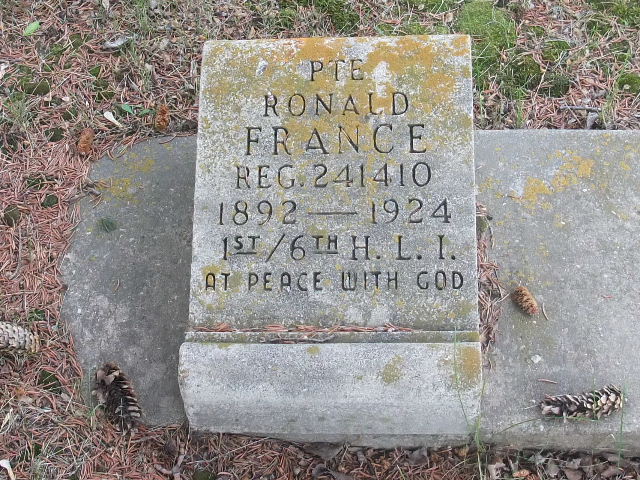 PTE
RONALD
FRANCE
REG. 241410
1892 — 1924
1ST/6TH H. L. I.
AT PEACE WITH GOD